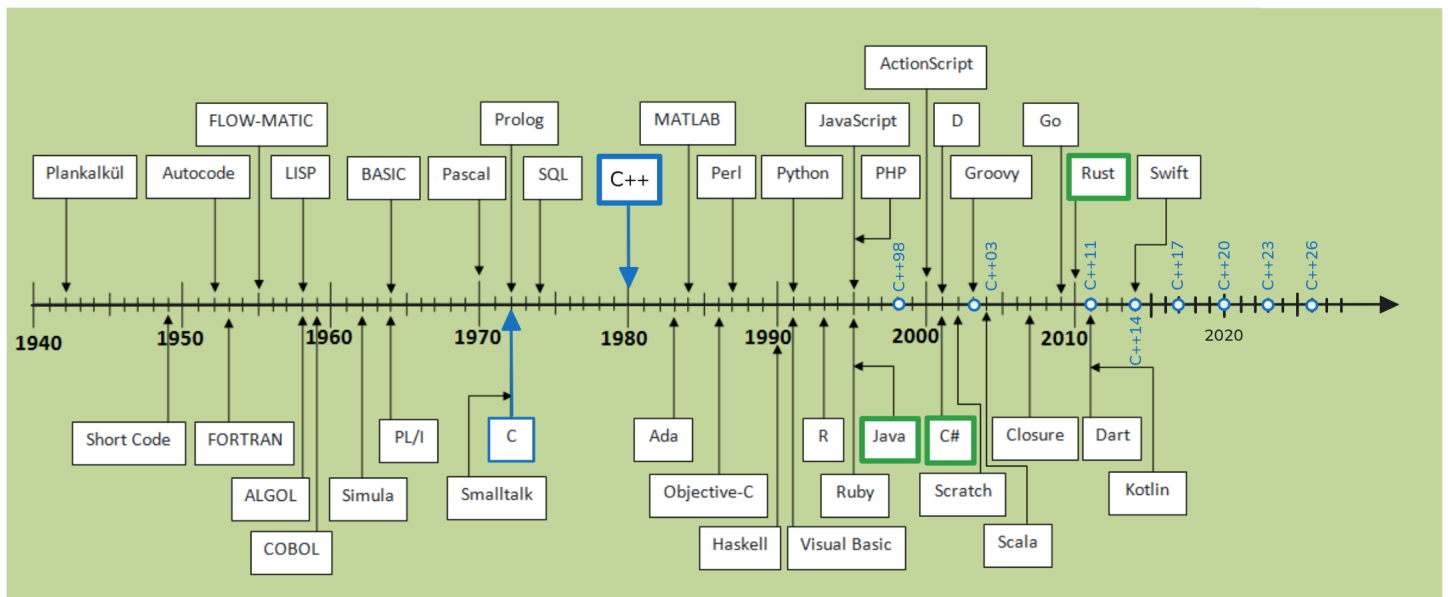 ActionScript
FLOW-MATIC
Prolog
MATLAB
JavaScript
D
Go
Plankalkül
Autocode
LISP
BASIC
Pascal
SQL
C++
Perl
Python
PHP
Groovy
Rust
Swift
C++98
C++03
C++11
C++17
C++20
C++23
C++26
1940
1950
1960
1970
1980
1990
2000
2010
C++14
2020
Short Code
FORTRAN
PL/I
C
Ada
R
Java
C#
Closure
Dart
ALGOL
Simula
Smalltalk
Objective-C
Ruby
Scratch
Kotlin
COBOL
Haskell
Visual Basic
Scala